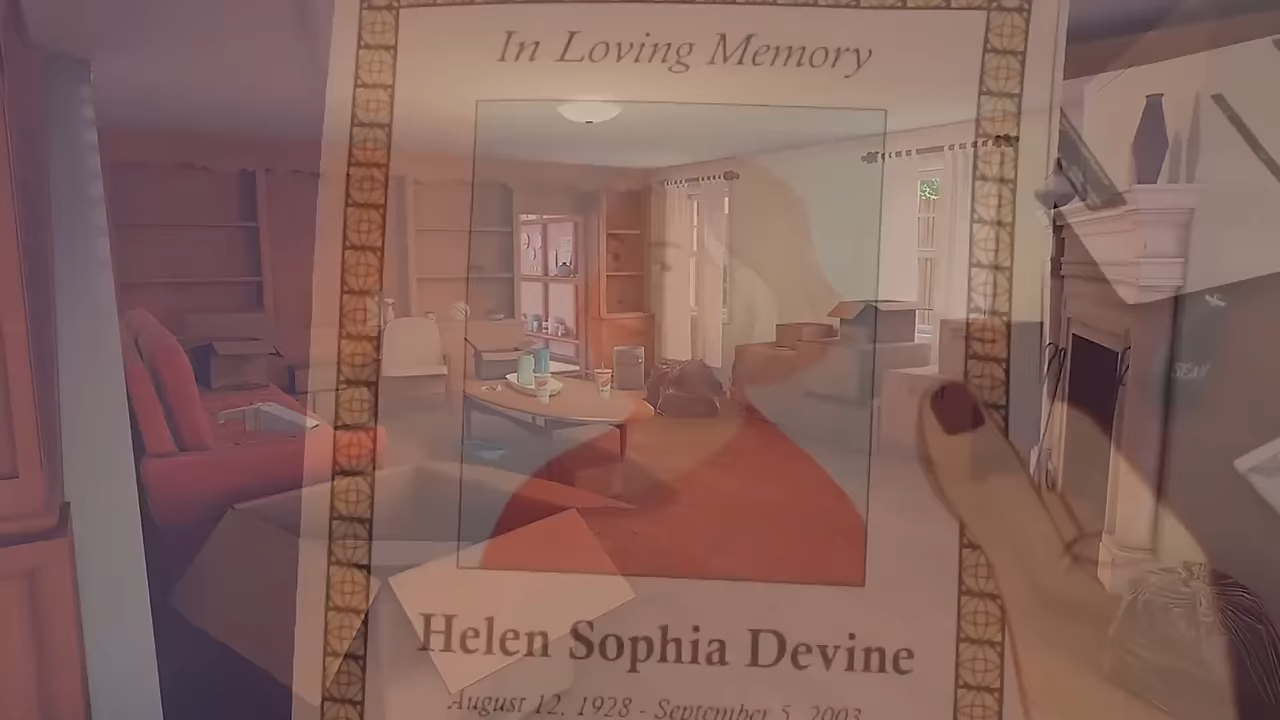 In Loving Memory
Helen Sophia Devine
August 12, 1928 - September 5, 2003